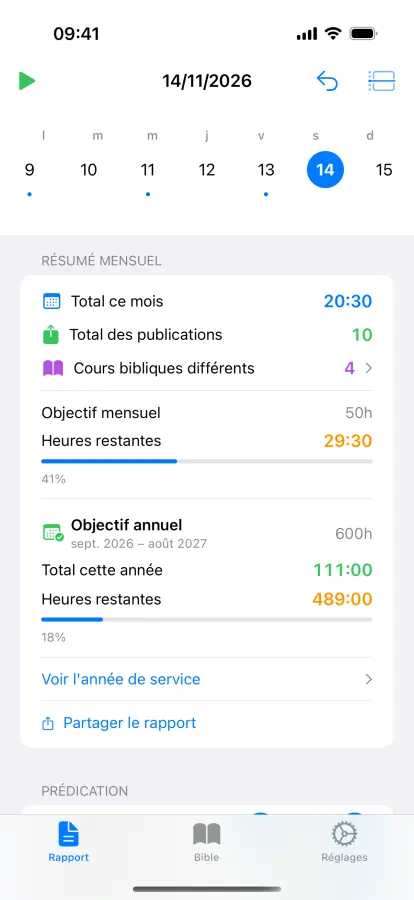 09:41
14/11/2026
l m m j v s d
9 10 11 12 13 14 15
RÉSUMÉ MENSUEL
Total ce mois 20:30
Total des publications 10
Cours bibliques différents 4
Objectif mensuel 50h
Heures restantes 29:30
41%
Objectif annuel 600h
sept. 2026 – août 2027
Total cette année 111:00
Heures restantes 489:00
18%
Voir l'année de service
Partager le rapport
PRÉDICATION
Rapport Bible Réglages